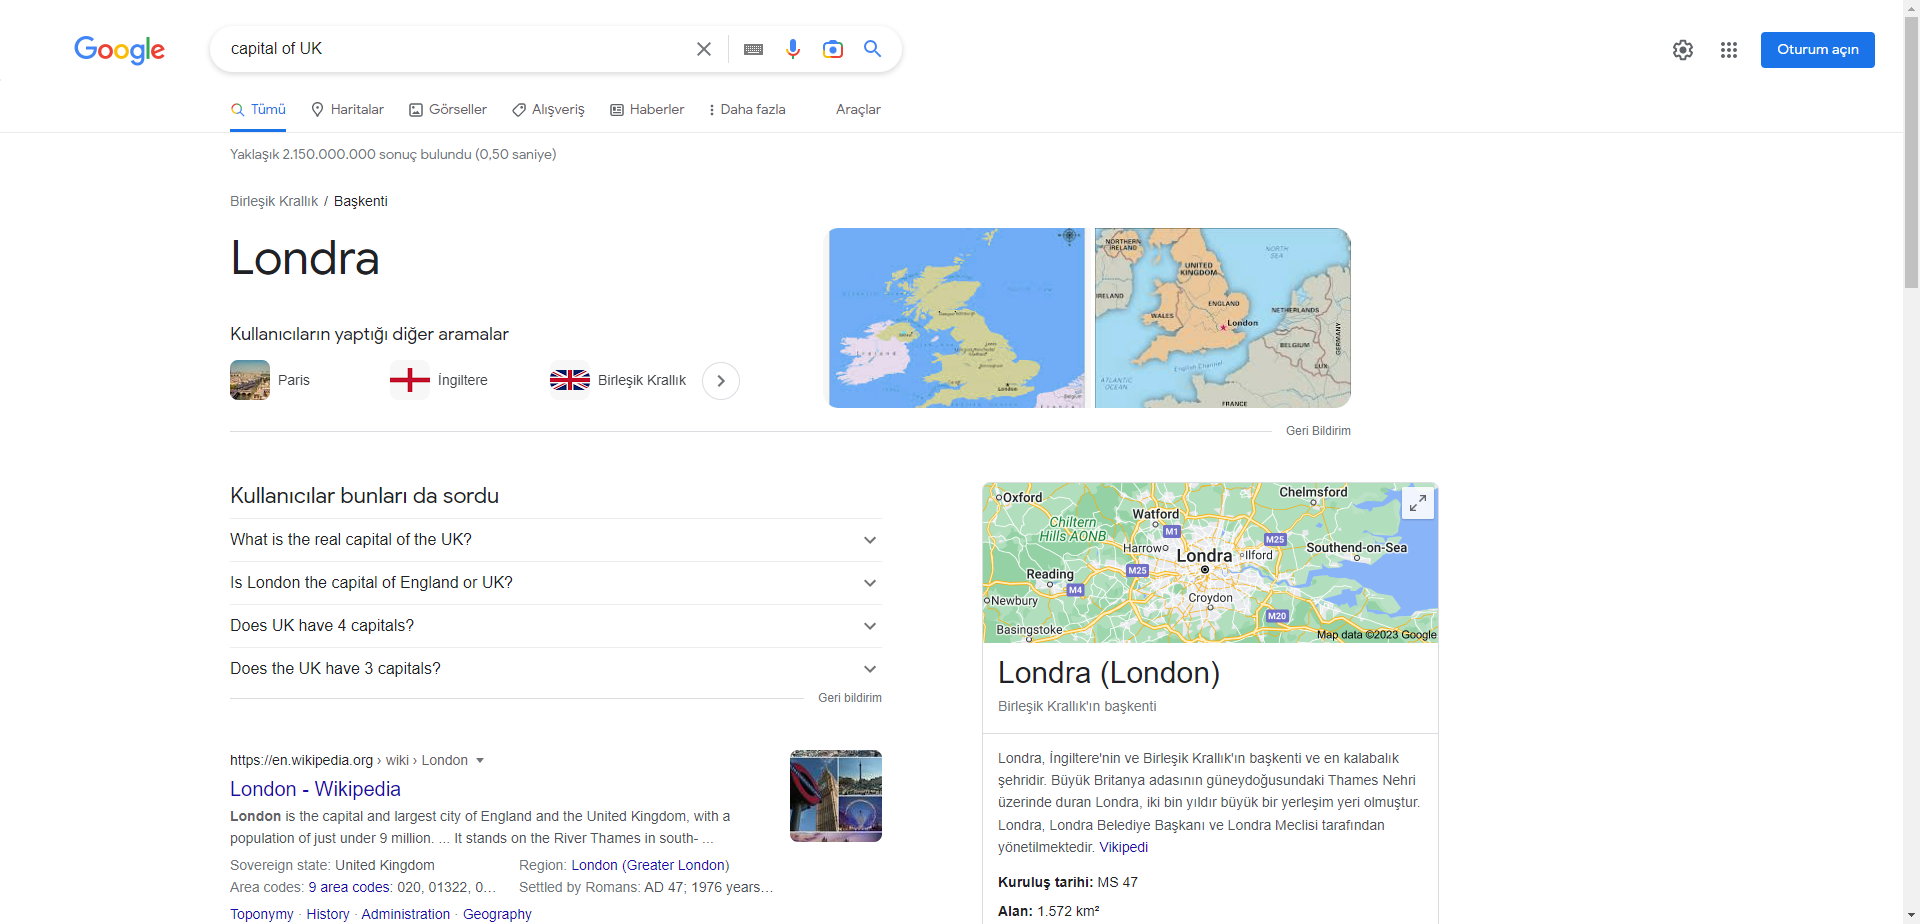 Google
capital of UK
Oturum açın
Tümü
Haritalar
Görseller
Alışveriş
Haberler
Daha fazla
Araçlar
Yaklaşık 2.150.000.000 sonuç bulundu (0,50 saniye)
Birleşik Krallık / Başkenti
Londra
Kullanıcıların yaptığı diğer aramalar
Paris
İngiltere
Birleşik Krallık
Ireland
London
NORTHERN
IRELAND
UNITED
KINGDOM
NORTH
SEA
IRELAND
ENGLAND
WALES
London
NETHERLANDS
BELGIUM
GERMANY
LUX
English Channel
ATLANTIC
OCEAN
FRANCE
Geri Bildirim
Kullanıcılar bunları da sordu
What is the real capital of the UK?
Is London the capital of England or UK?
Does UK have 4 capitals?
Does the UK have 3 capitals?
Geri bildirim
https://en.wikipedia.org › wiki › London
London - Wikipedia
London is the capital and largest city of England and the United Kingdom, with a
population of just under 9 million. ... It stands on the River Thames in south- ...
Sovereign state: United Kingdom
Region: London (Greater London)
Area codes: 9 area codes: 020, 01322, 0...
Settled by Romans: AD 47; 1976 years...
Toponymy · History · Administration · Geography
Oxford
Chelmsford
Watford
Chiltern
Hills AONB
M1
M25
Harrow
Londra
Ilford
Southend-on-Sea
Reading
M25
M4
Newbury
Croydon
M20
Basingstoke
Map data ©2023 Google
Londra (London)
Birleşik Krallık'ın başkenti
Londra, İngiltere'nin ve Birleşik Krallık'ın başkenti ve en kalabalık
şehridir. Büyük Britanya adasının güneydoğusundaki Thames Nehri
üzerinde duran Londra, iki bin yıldır büyük bir yerleşim yeri olmuştur.
Londra, Londra Belediye Başkanı ve Londra Meclisi tarafından
yönetilmektedir. Vikipedi
Kuruluş tarihi: MS 47
Alan: 1.572 km²